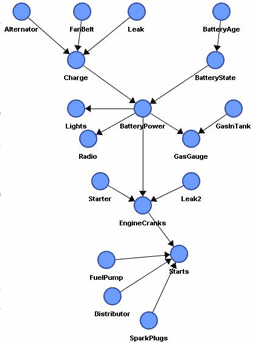 Alternator FanBelt Leak BatteryAge
Charge BatteryState
Lights BatteryPower GasInTank
Radio GasGauge
Starter Leak2
EngineCranks
FuelPump Starts
Distributor
SparkPlugs